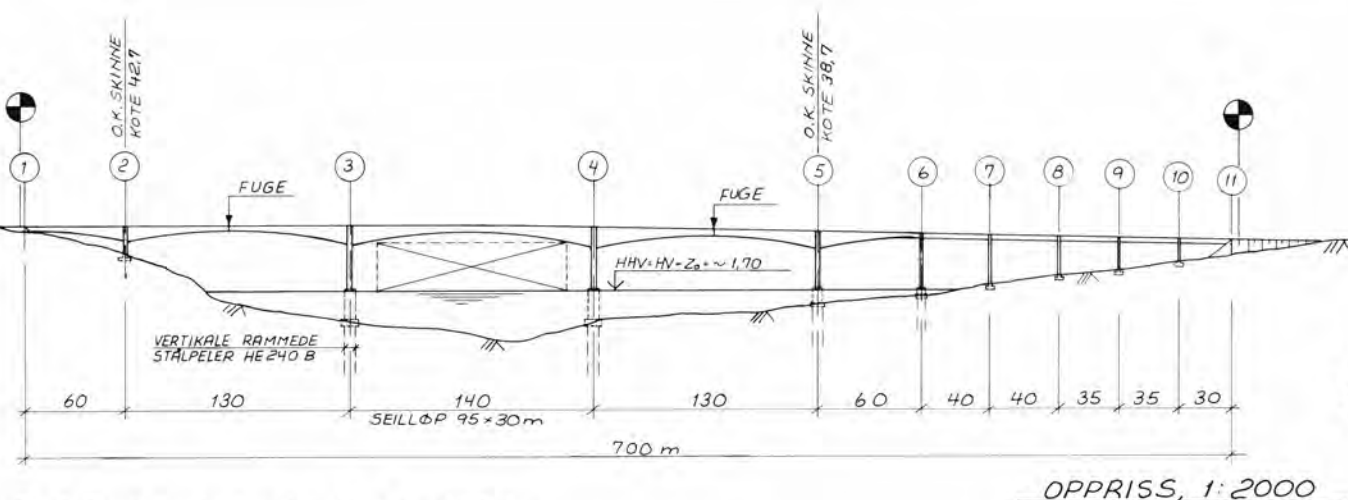 O.K. SKINNE
KOTE 42,7
O.K. SKINNE
KOTE 38,7
1
2
3
4
5
6
7
8
9
10
11
FUGE
FUGE
HHV=HV-Z₀=~1,70
VERTIKALE RAMMEDE
STÅLPELER HE 240 B
60
130
140
130
60
40
40
35
35
30
SEILLØP 95×30m
700 m
OPPRISS, 1:2000